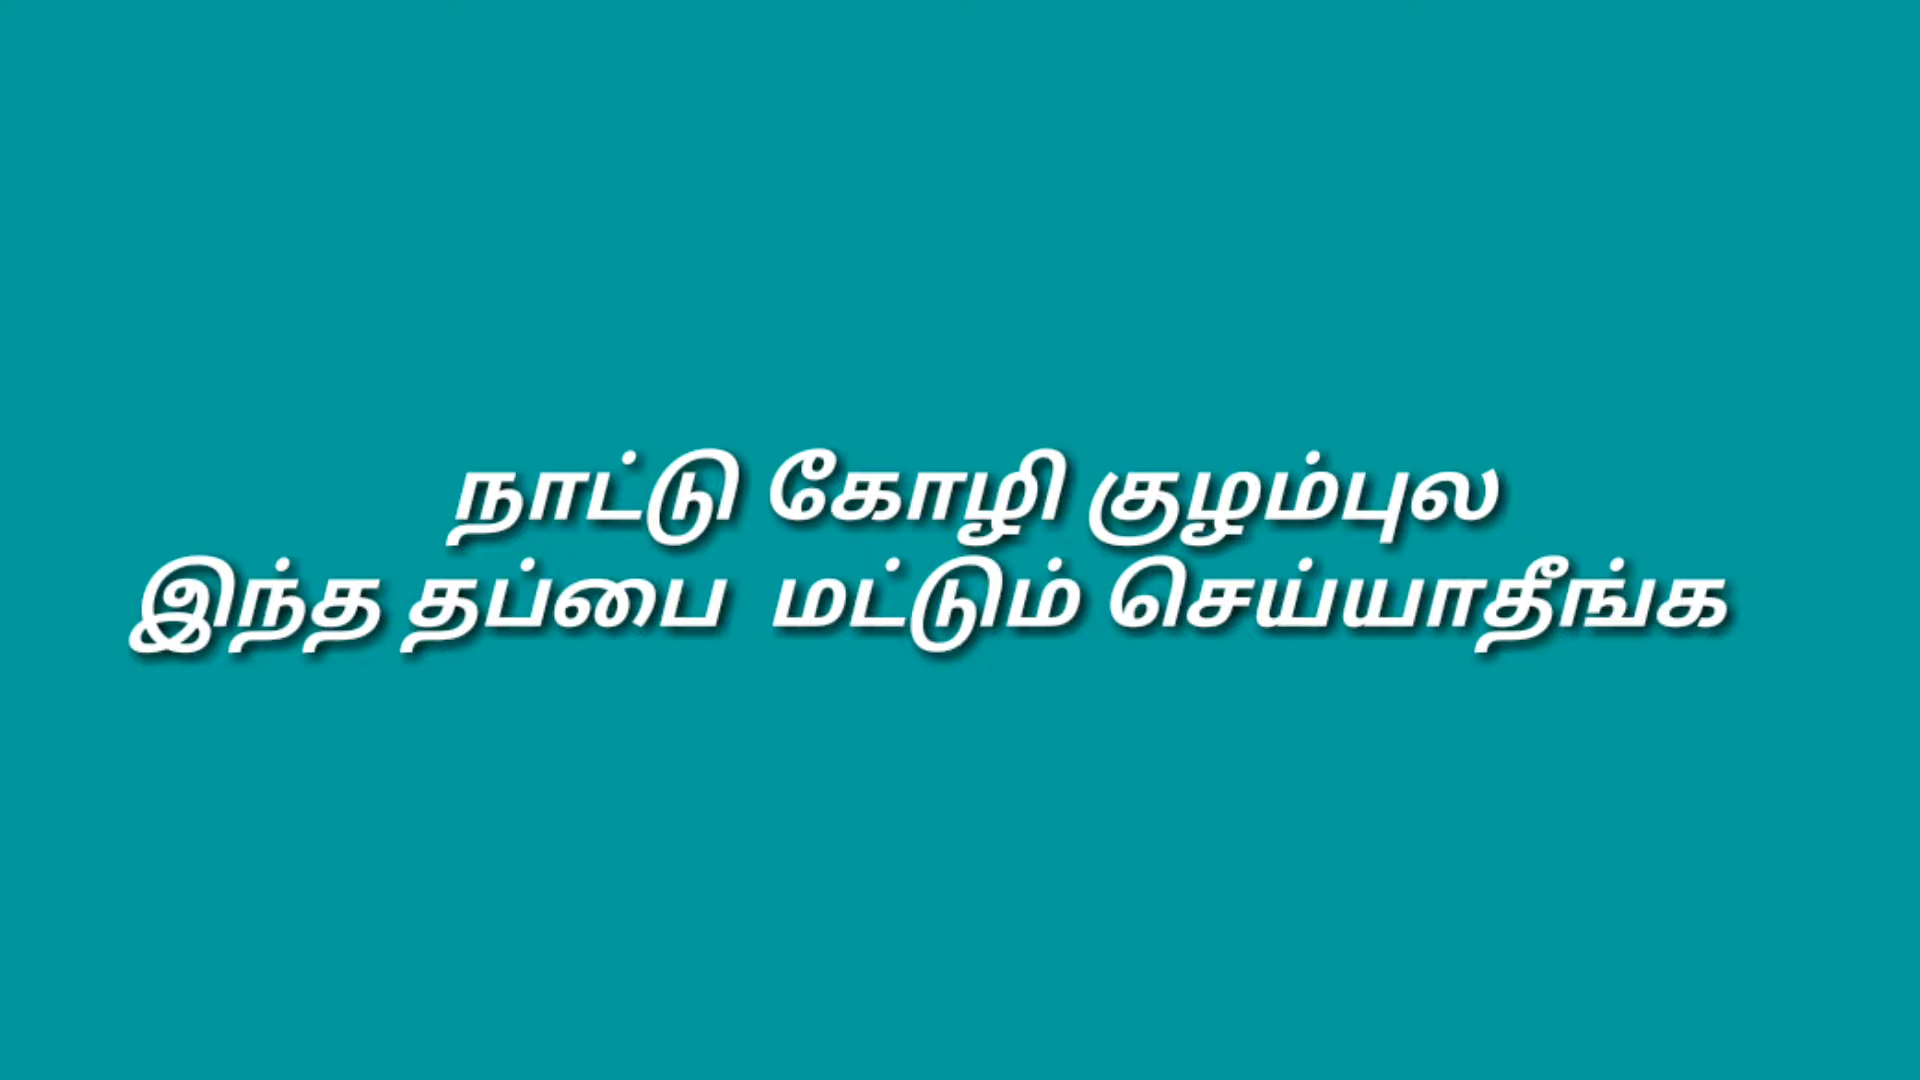 நாட்டு கோழி குழம்புல
இந்த தப்பை மட்டும் செய்யாதீங்க